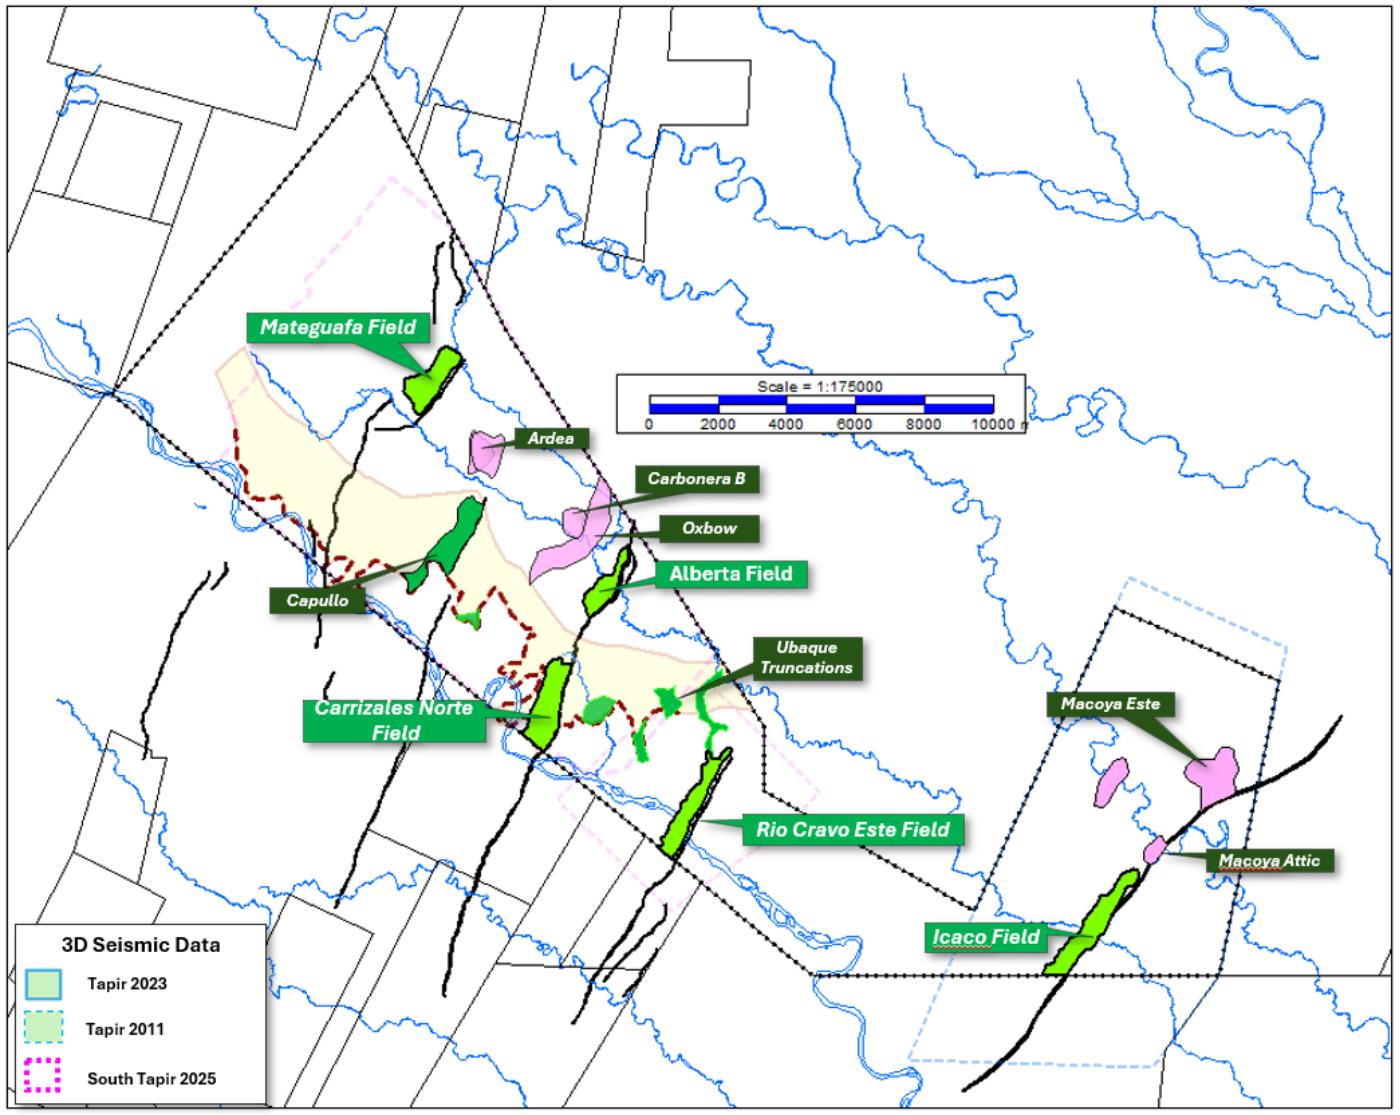 Mateguafa Field
Scale = 1:175000
0 2000 4000 6000 8000 10000 m
Ardea
Carbonera B
Oxbow
Alberta Field
Capullo
Ubaque
Truncations
Carrizales Norte
Field
Macoya Este
Rio Cravo Este Field
Macoya Attic
Icaco Field
3D Seismic Data
Tapir 2023
Tapir 2011
South Tapir 2025